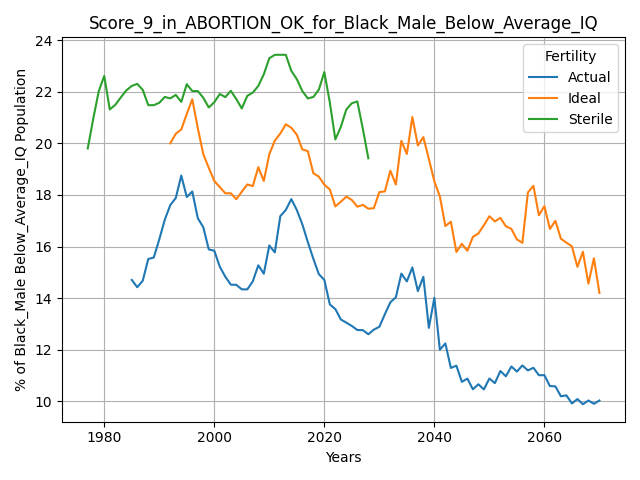 Score_9_in_ABORTION_OK_for_Black_Male_Below_Average_IQ
% of Black_Male Below_Average_IQ Population
24
22
20
18
16
14
12
10
Fertility
Actual
Ideal
Sterile
1980 2000 2020 2040 2060
Years